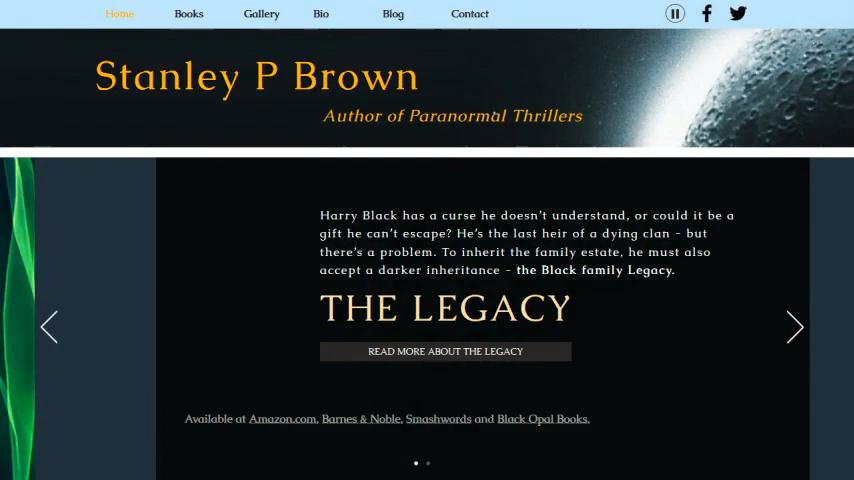 Home Books Gallery Bio Blog Contact
Stanley P Brown
Author of Paranormal Thrillers
Harry Black has a curse he doesn't understand, or could it be a
gift he can't escape? He's the last heir of a dying clan - but
there's a problem. To inherit the family estate, he must also
accept a darker inheritance - the Black family Legacy.
THE LEGACY
READ MORE ABOUT THE LEGACY
Available at Amazon.com, Barnes & Noble, Smashwords and Black Opal Books.